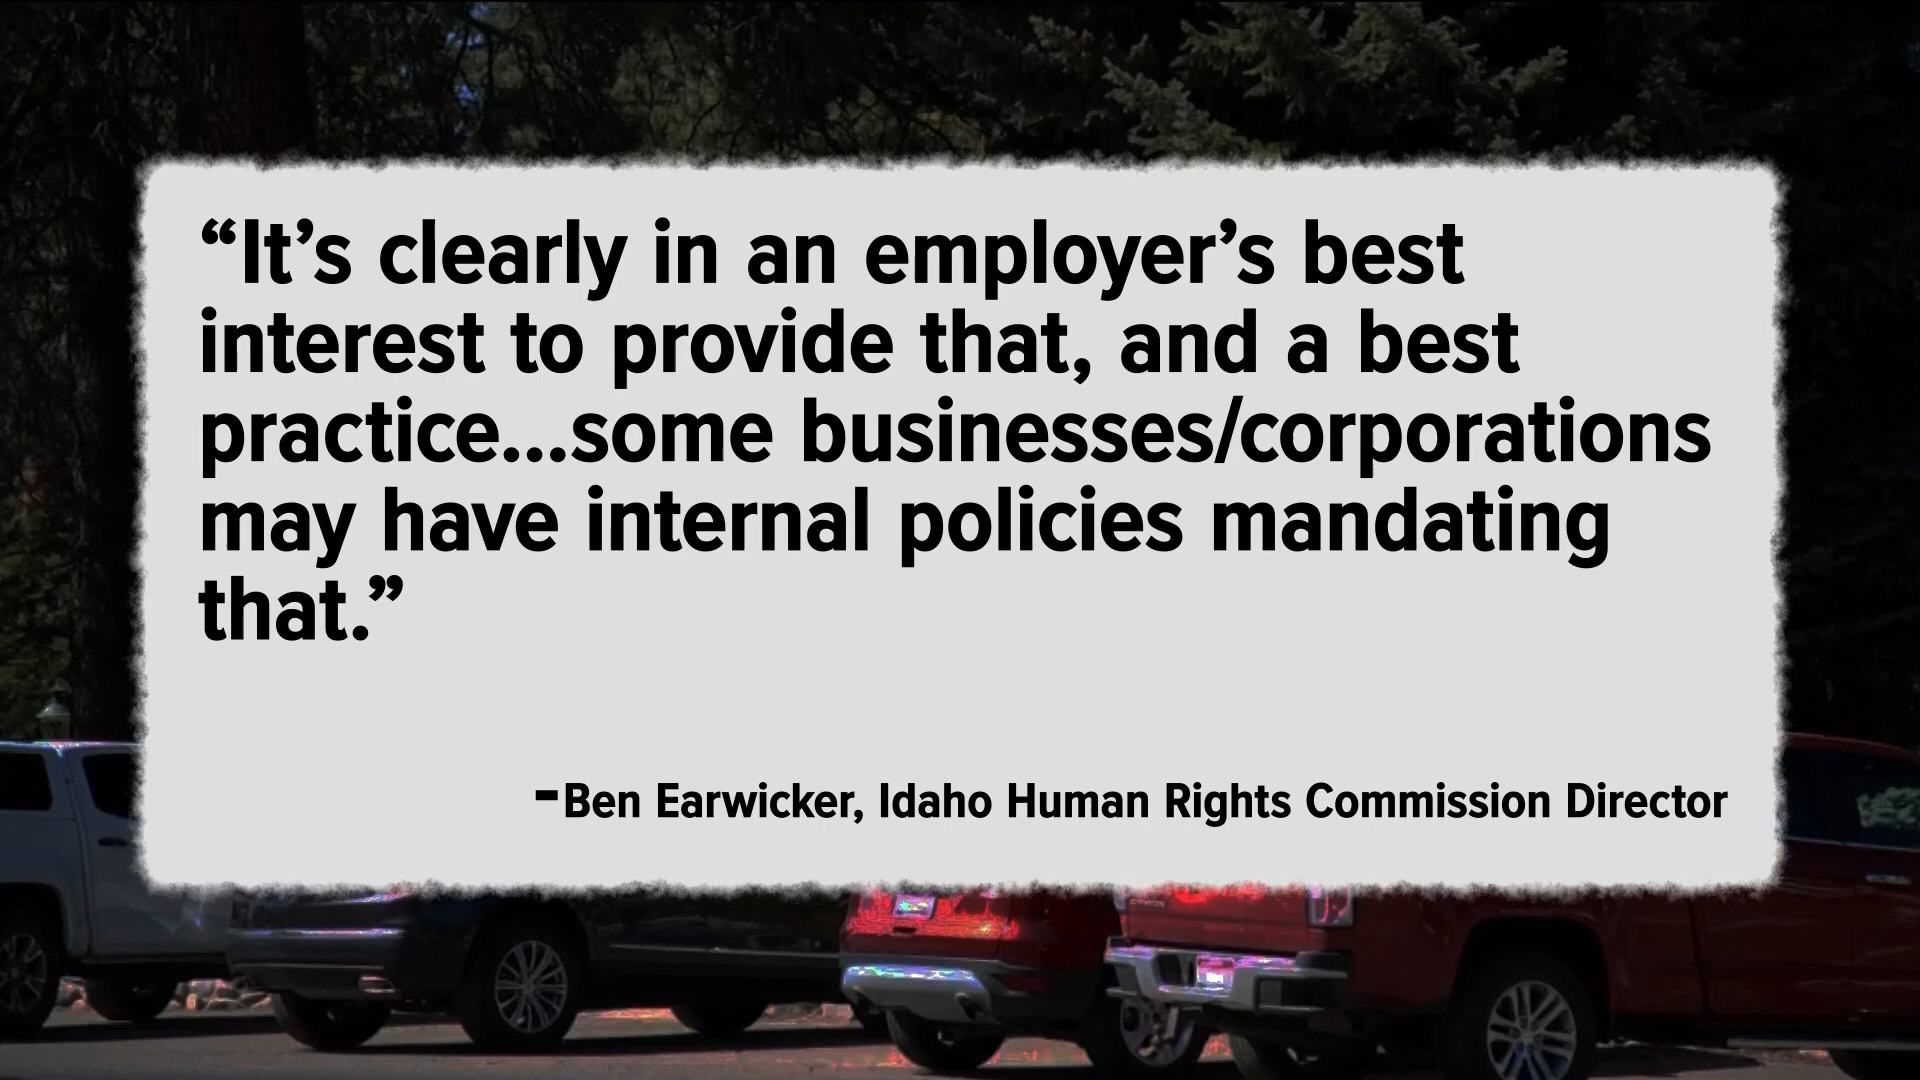 “It’s clearly in an employer’s best
interest to provide that, and a best
practice...some businesses/corporations
may have internal policies mandating
that.”
-Ben Earwicker, Idaho Human Rights Commission Director